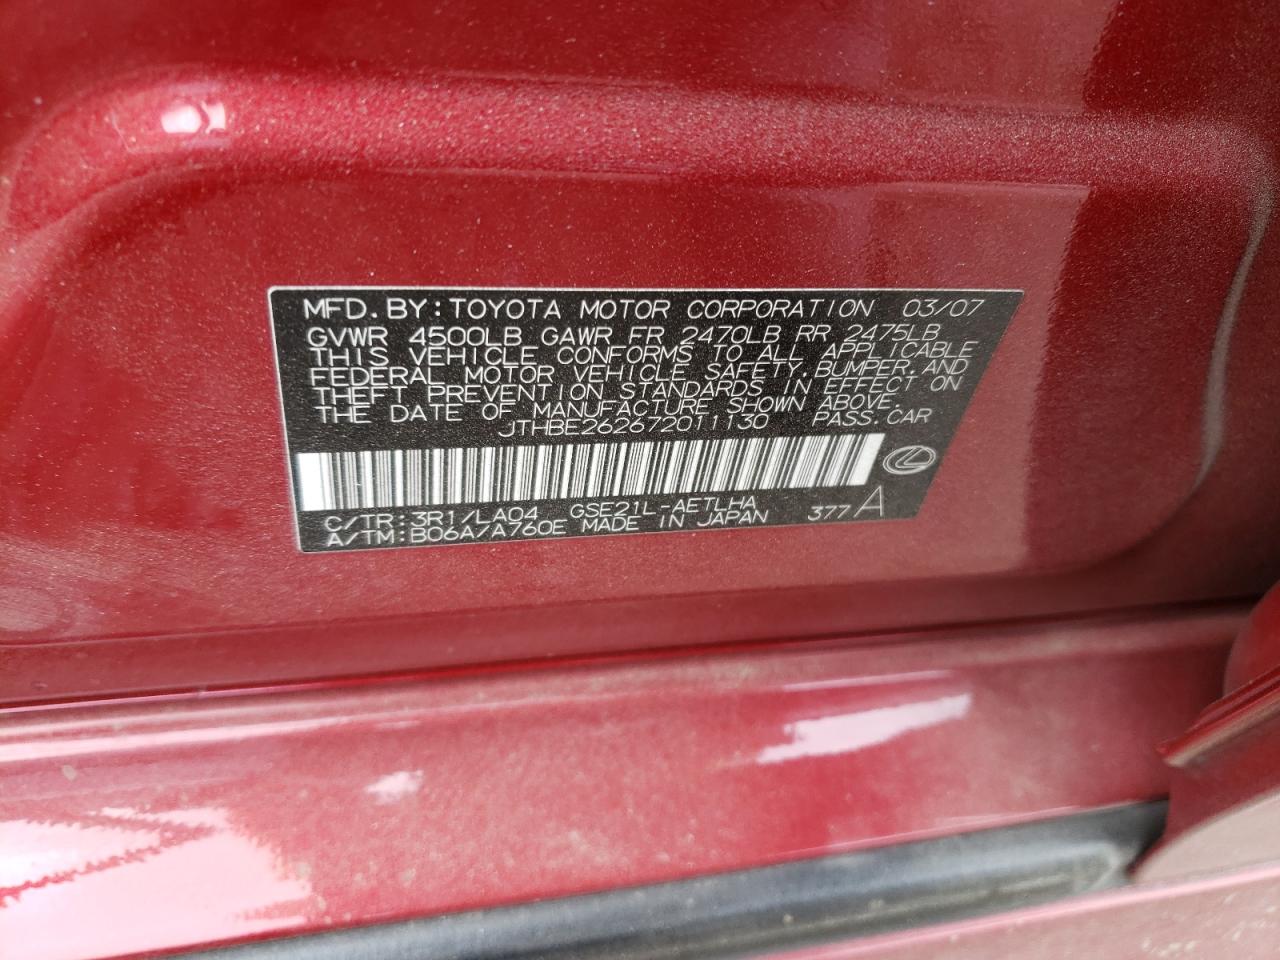 MFD.BY:TOYOTA MOTOR CORPORATION 03/07
GVWR 4500LB GAWR FR 2470LB RR 2475LB
THIS VEHICLE CONFORMS TO ALL APPLICABLE
FEDERAL MOTOR VEHICLE SAFETY,BUMPER,AND
THEFT PREVENTION STANDARDS IN EFFECT ON
THE DATE OF MANUFACTURE SHOWN ABOVE.
JTHBE262672011130 PASS.CAR
C/TR:3R1/LA04 GSE21L-AETLHA 377 A
A/TM:B06A/A760E MADE IN JAPAN